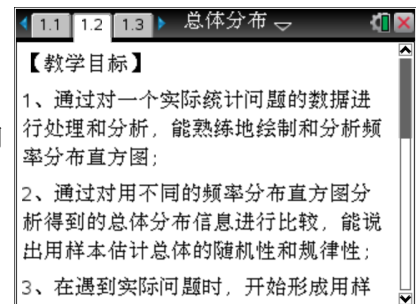 1.1 1.2 1.3 总体分布
【教学目标】
1、通过对一个实际统计问题的数据进
行处理和分析，能熟练地绘制和分析频
率分布直方图；
2、通过对用不同的频率分布直方图分
析得到的总体分布信息进行比较，能说
出用样本估计总体的随机性和规律性；
3、在遇到实际问题时，开始形成用样